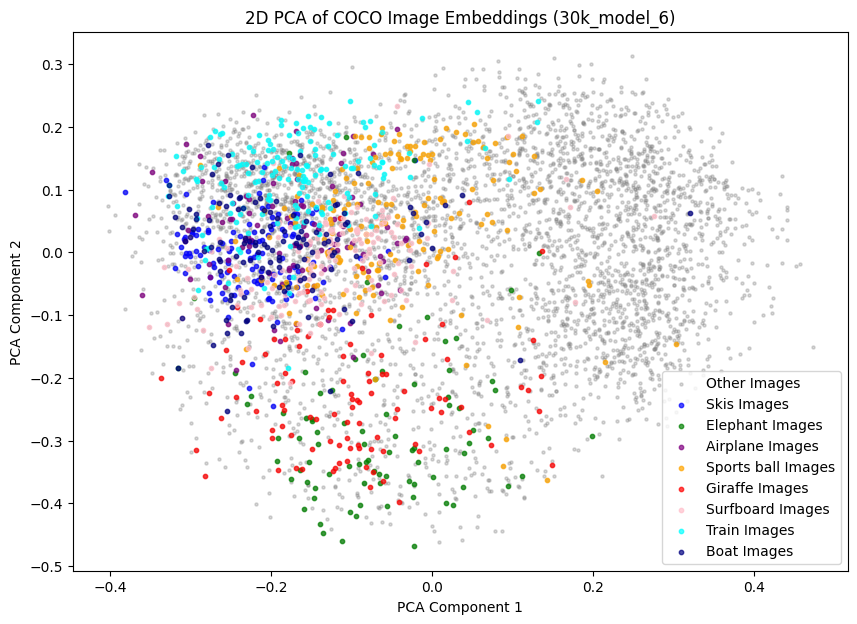 2D PCA of COCO Image Embeddings (30k_model_6)
PCA Component 2
0.3
0.2
0.1
0.0
−0.1
−0.2
−0.3
−0.4
−0.5
Other Images
Skis Images
Elephant Images
Airplane Images
Sports ball Images
Giraffe Images
Surfboard Images
Train Images
Boat Images
−0.4
−0.2
0.0
0.2
0.4
PCA Component 1